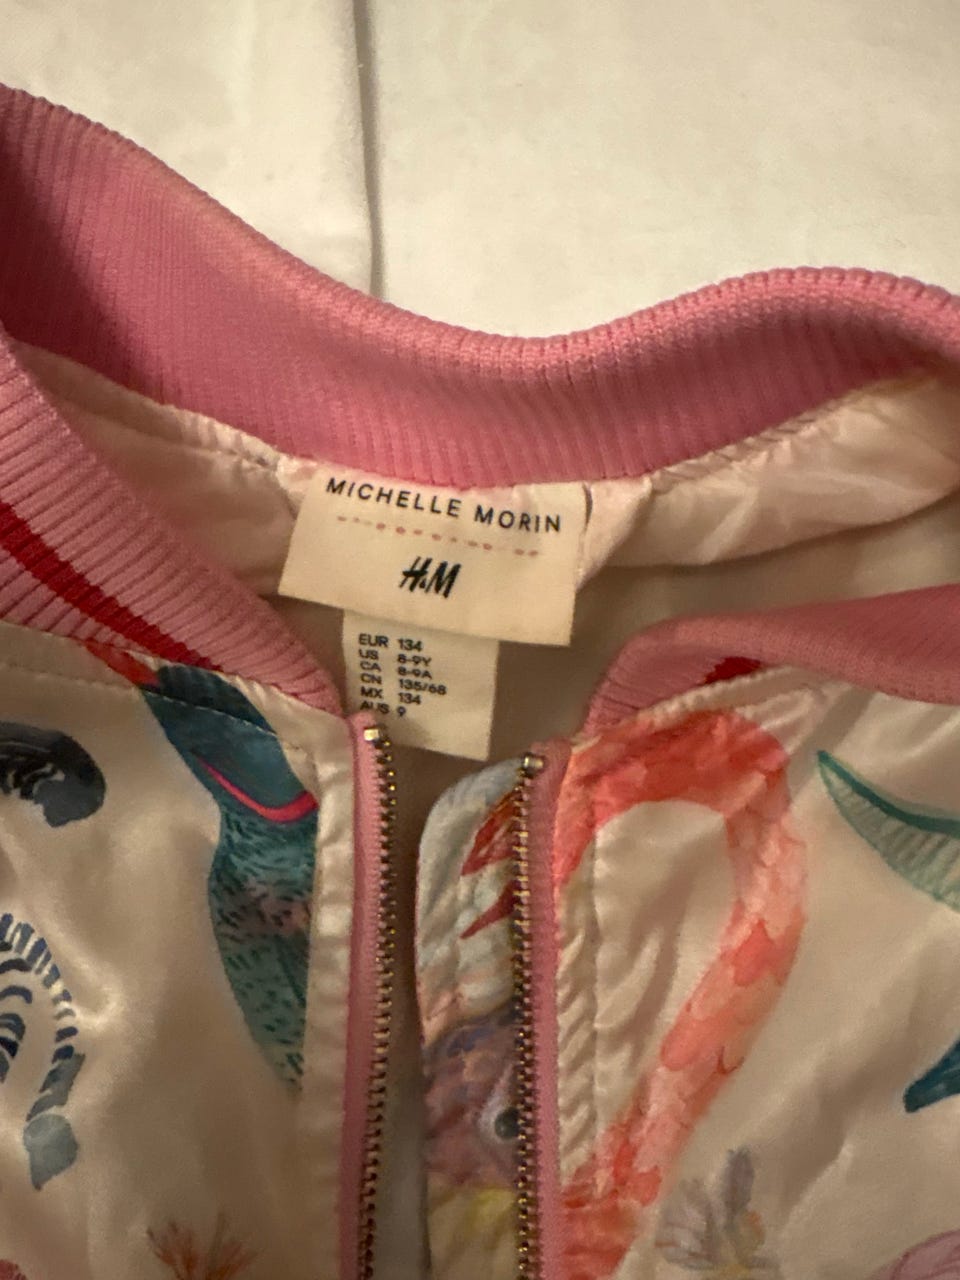 MICHELLE MORIN
H&M
EUR 134
US 8-9Y
CA 8-9A
CN 135/68
MX 134
AUS 9